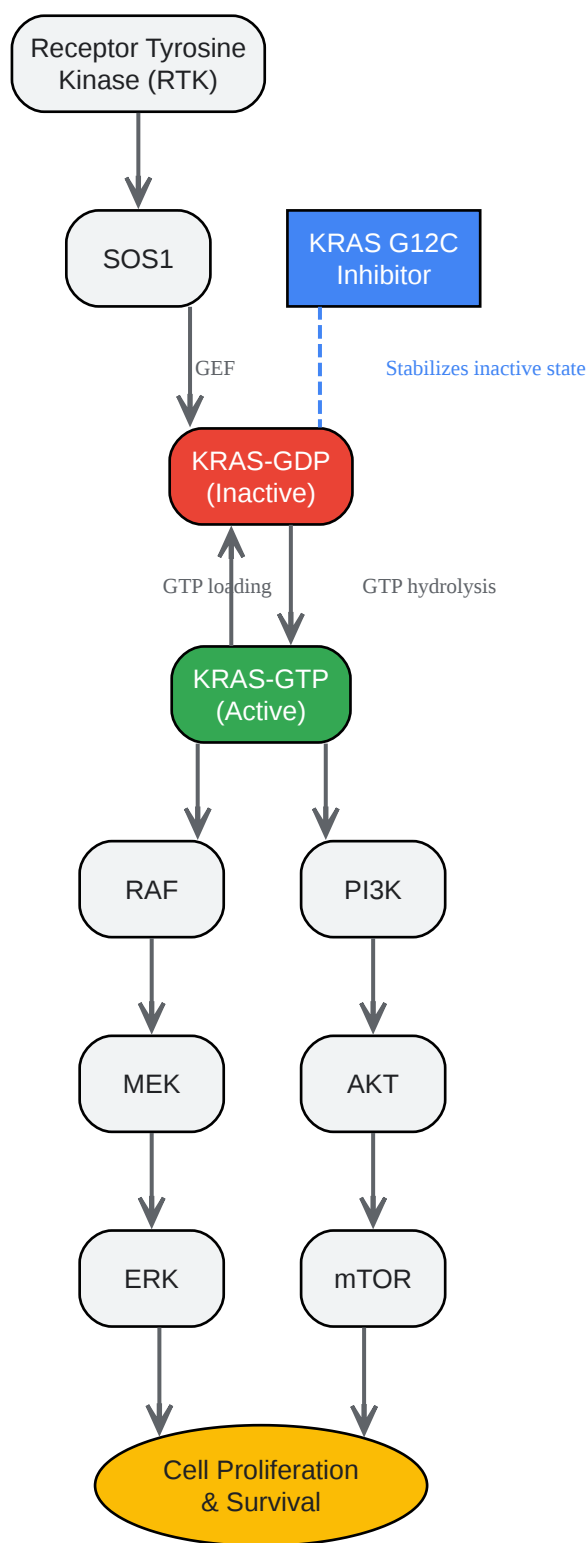 Receptor Tyrosine
Kinase (RTK)
SOS1
KRAS G12C
Inhibitor
GEF
Stabilizes inactive state
KRAS-GDP
(Inactive)
GTP loading
GTP hydrolysis
KRAS-GTP
(Active)
RAF
PI3K
MEK
AKT
ERK
mTOR
Cell Proliferation
& Survival